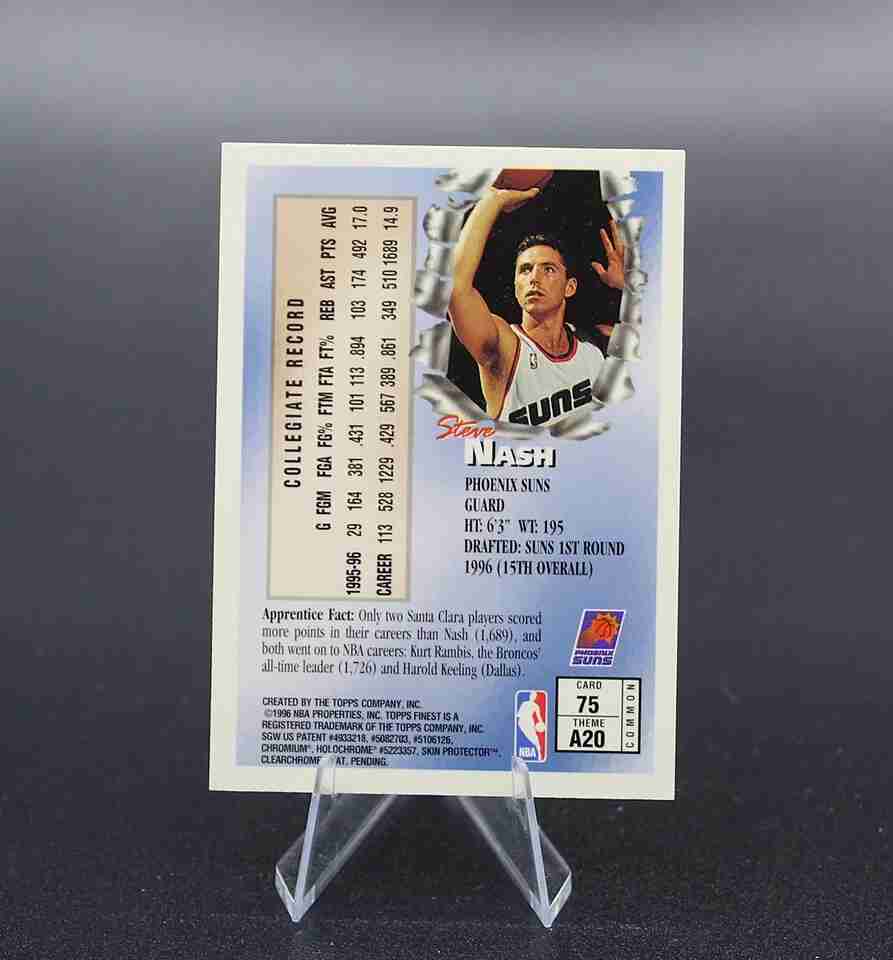 COLLEGIATE RECORD
G FGM FGA FG% FTM FTA FT% REB AST PTS AVG
1995-96 29 164 381 .431 101 113 .894 103 174 492 17.0
CAREER 113 528 1229 .429 567 389 .861 349 510 1689 14.9
SUNS
Steve
NASH
PHOENIX SUNS
GUARD
HT: 6'3" WT: 195
DRAFTED: SUNS 1ST ROUND
1996 (15TH OVERALL)
Apprentice Fact: Only two Santa Clara players scored
more points in their careers than Nash (1,689), and
both went on to NBA careers: Kurt Rambis, the Broncos'
all-time leader (1,726) and Harold Keeling (Dallas).
PHOENIX
SUNS
CREATED BY THE TOPPS COMPANY, INC.
©1996 NBA PROPERTIES, INC. TOPPS FINEST IS A
REGISTERED TRADEMARK OF THE TOPPS COMPANY, INC.
SGW US PATENT #4933218, #5082703, #5106126,
CHROMIUM®, HOLOCHROME® #5223357, SKIN PROTECTOR™,
CLEARCHROME AT. PENDING.
NBA
CARD
75
THEME
A20
COMMON